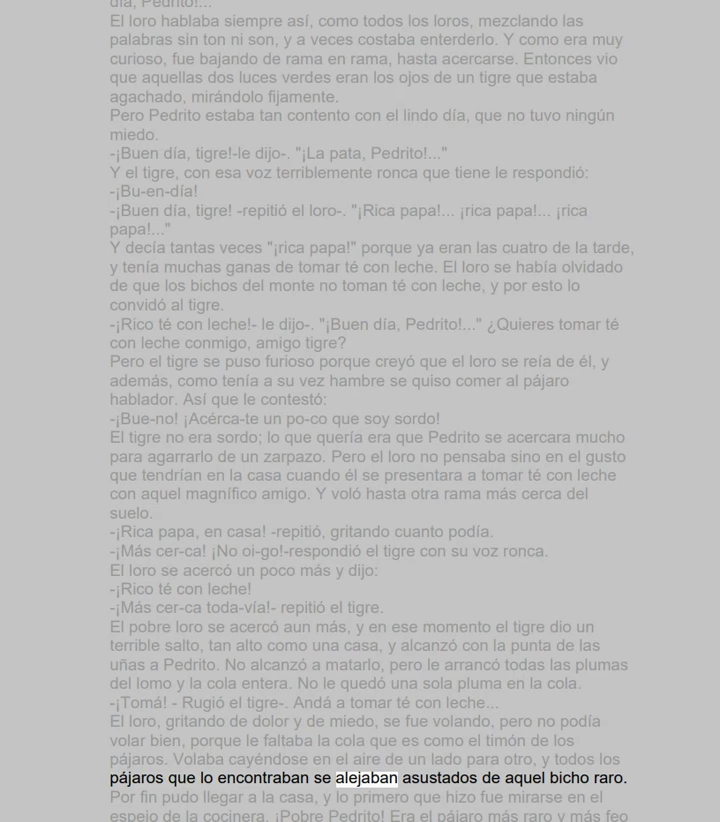 día, Pedrito!...
El loro hablaba siempre así, como todos los loros, mezclando las
palabras sin ton ni son, y a veces costaba enterderlo. Y como era muy
curioso, fue bajando de rama en rama, hasta acercarse. Entonces vio
que aquellas dos luces verdes eran los ojos de un tigre que estaba
agachado, mirándolo fijamente.
Pero Pedrito estaba tan contento con el lindo día, que no tuvo ningún
miedo.
-¡Buen día, tigre!-le dijo-. "¡La pata, Pedrito!..."
Y el tigre, con esa voz terriblemente ronca que tiene le respondió:
-¡Bu-en-día!
-¡Buen día, tigre! -repitió el loro-. "¡Rica papa!... ¡rica papa!... ¡rica
papa!..."
Y decía tantas veces "¡rica papa!" porque ya eran las cuatro de la tarde,
y tenía muchas ganas de tomar té con leche. El loro se había olvidado
de que los bichos del monte no toman té con leche, y por esto lo
convidó al tigre.
-¡Rico té con leche!- le dijo-. "¡Buen día, Pedrito!..." ¿Quieres tomar té
con leche conmigo, amigo tigre?
Pero el tigre se puso furioso porque creyó que el loro se reía de él, y
además, como tenía a su vez hambre se quiso comer al pájaro
hablador. Así que le contestó:
-¡Bue-no! ¡Acérca-te un po-co que soy sordo!
El tigre no era sordo; lo que quería era que Pedrito se acercara mucho
para agarrarlo de un zarpazo. Pero el loro no pensaba sino en el gusto
que tendrían en la casa cuando él se presentara a tomar té con leche
con aquel magnífico amigo. Y voló hasta otra rama más cerca del
suelo.
-¡Rica papa, en casa! -repitió, gritando cuanto podía.
-¡Más cer-ca! ¡No oi-go!-respondió el tigre con su voz ronca.
El loro se acercó un poco más y dijo:
-¡Rico té con leche!
-¡Más cer-ca toda-vía!- repitió el tigre.
El pobre loro se acercó aun más, y en ese momento el tigre dio un
terrible salto, tan alto como una casa, y alcanzó con la punta de las
uñas a Pedrito. No alcanzó a matarlo, pero le arrancó todas las plumas
del lomo y la cola entera. No le quedó una sola pluma en la cola.
-¡Tomá! - Rugió el tigre-. Andá a tomar té con leche...
El loro, gritando de dolor y de miedo, se fue volando, pero no podía
volar bien, porque le faltaba la cola que es como el timón de los
pájaros. Volaba cayéndose en el aire de un lado para otro, y todos los
pájaros que lo encontraban se alejaban asustados de aquel bicho raro.
Por fin pudo llegar a la casa, y lo primero que hizo fue mirarse en el
espejo de la cocinera. ¡Pobre Pedrito! Era el pájaro más raro y más feo